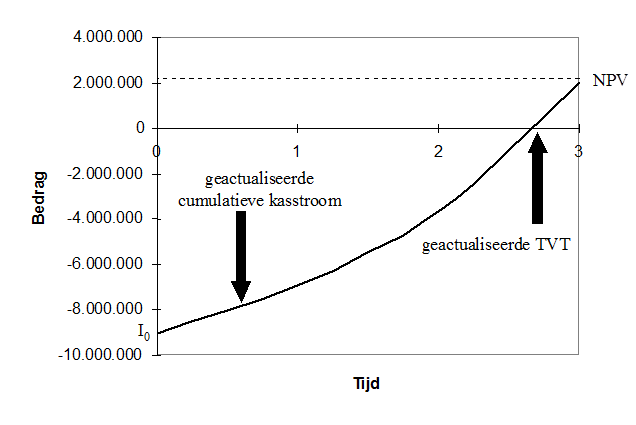 4.000.000
2.000.000
NPV
0
0
1
2
3
-2.000.000
geactualiseerde
cumulatieve kasstroom
Bedrag
-4.000.000
geactualiseerde TVT
-6.000.000
-8.000.000
I0
-10.000.000
Tijd